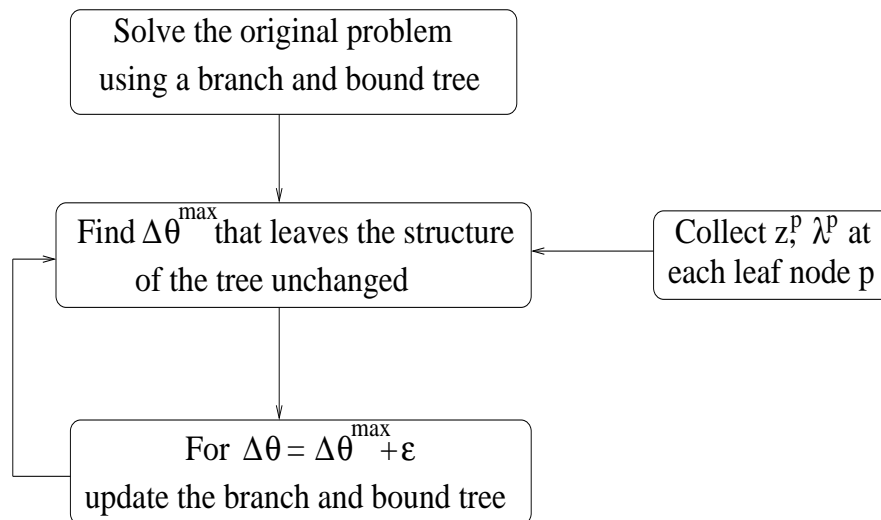 Solve the original problem
using a branch and bound tree
Find Δθ^max that leaves the structure
of the tree unchanged
Collect z^p, λ^p at
each leaf node p
For Δθ = Δθ^max + ε
update the branch and bound tree